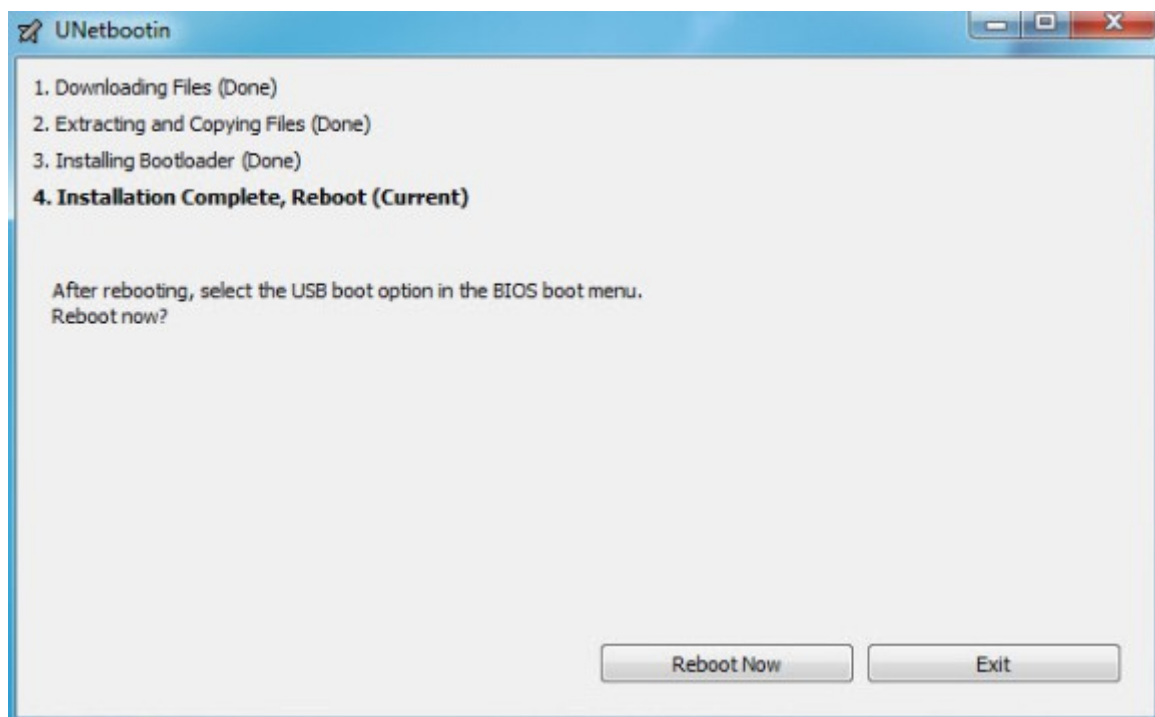 UNetbootin
1. Downloading Files (Done)
2. Extracting and Copying Files (Done)
3. Installing Bootloader (Done)
4. Installation Complete, Reboot (Current)
After rebooting, select the USB boot option in the BIOS boot menu.
Reboot now?
Reboot Now
Exit